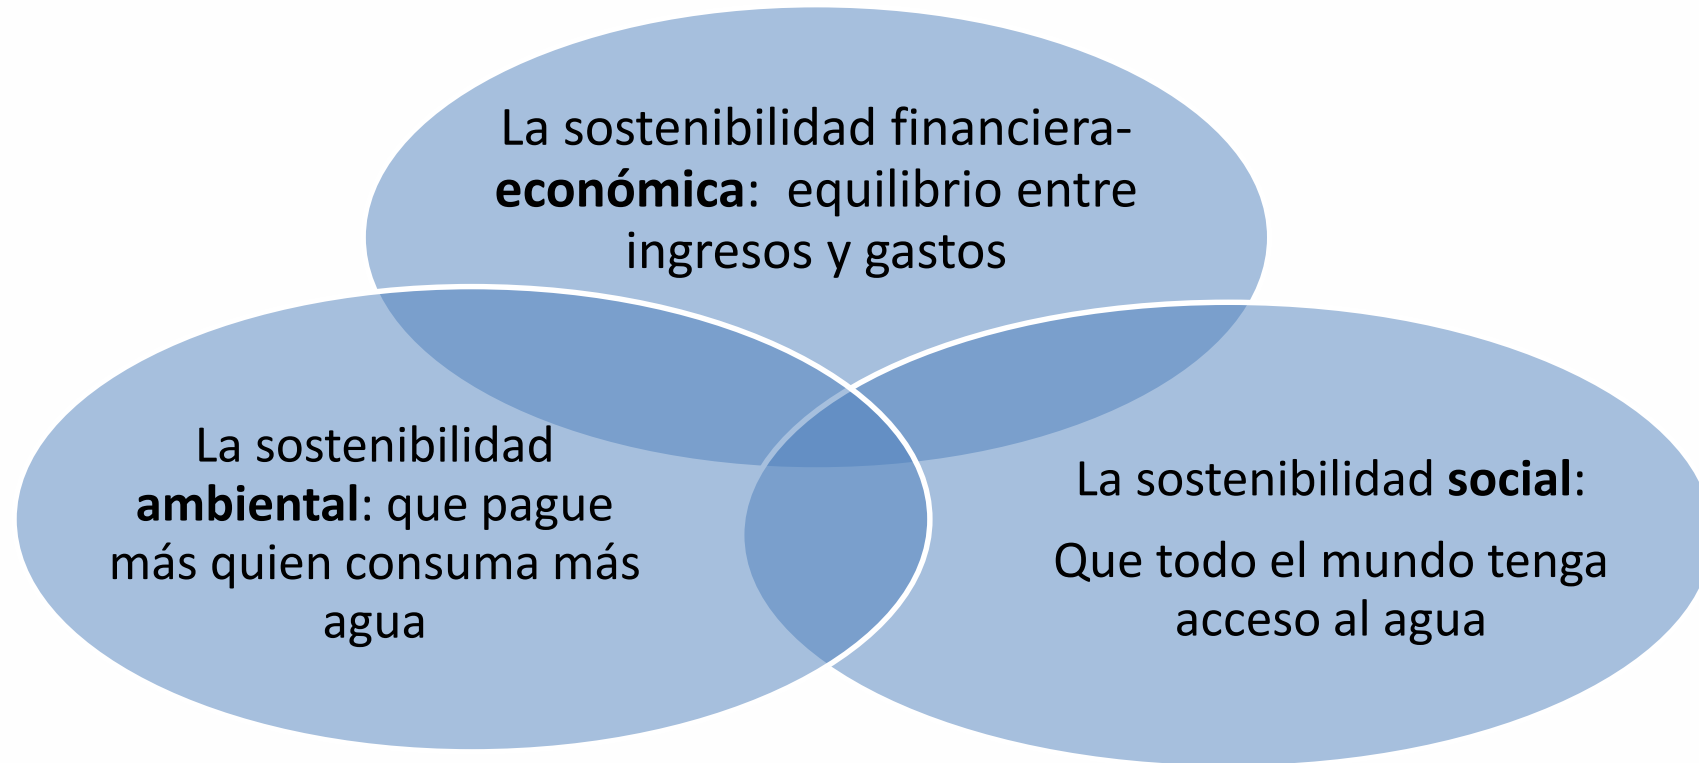 La sostenibilidad financiera-
económica:  equilibrio entre
ingresos y gastos
La sostenibilidad
ambiental: que pague
más quien consuma más
agua
La sostenibilidad social:
Que todo el mundo tenga
acceso al agua